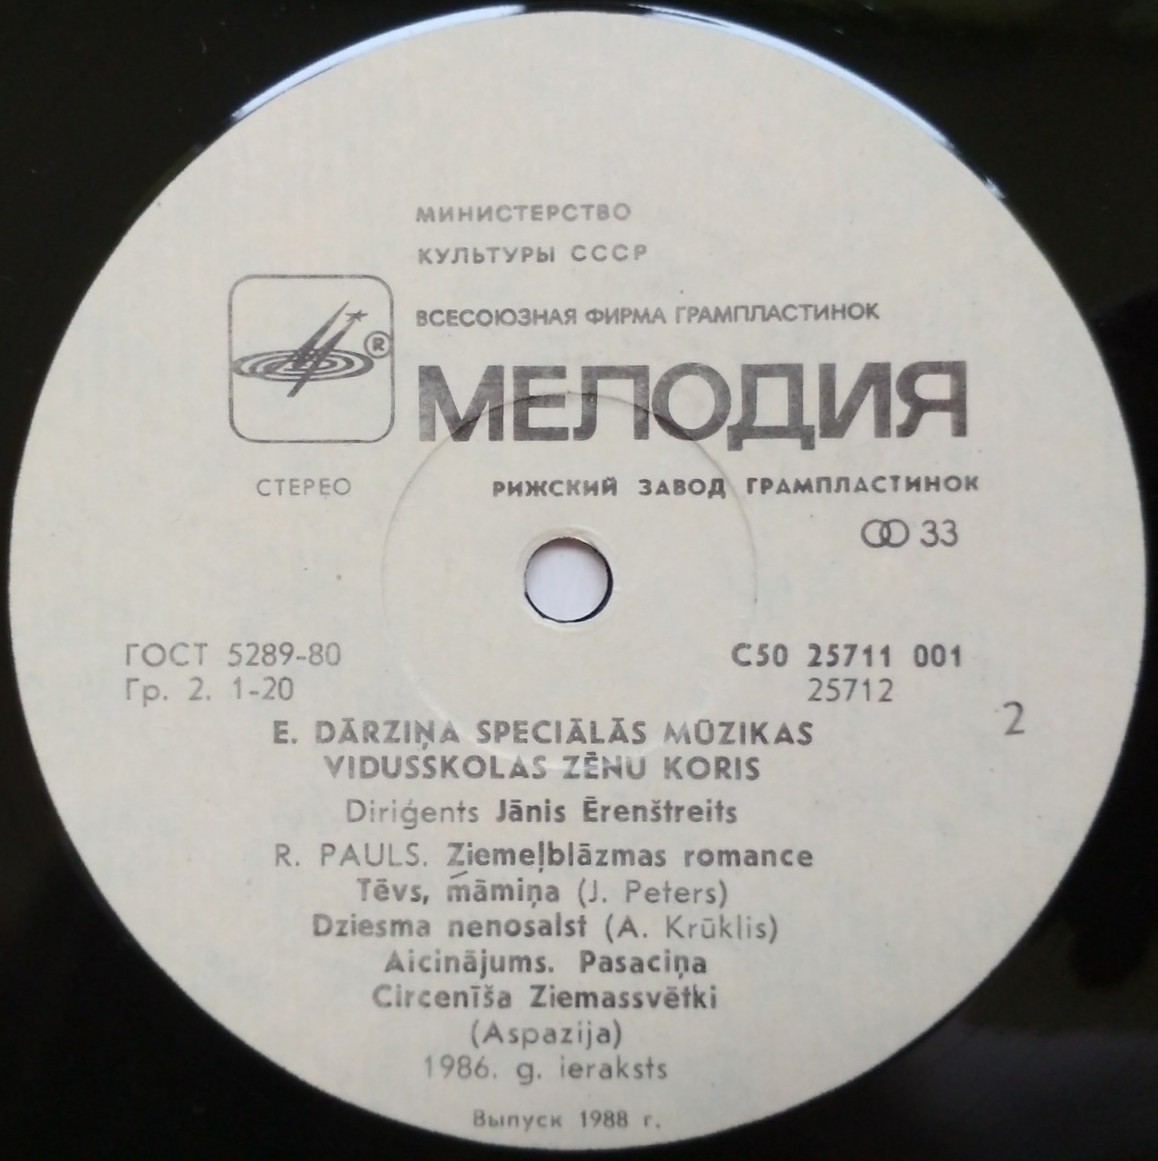 МИНИСТЕРСТВО
КУЛЬТУРЫ СССР
ВСЕСОЮЗНАЯ ФИРМА ГРАМПЛАСТИНОК
®
МЕЛОДИЯ
СТЕРЕО
РИЖСКИЙ ЗАВОД ГРАМПЛАСТИНОК
33
ГОСТ 5289-80
С50 25711 001
Гр. 2. 1-20
25712
2
E. DĀRZIŅA SPECIĀLĀS MŪZIKAS
VIDUSSKOLAS ZĒNU KORIS
Diriģents Jānis Ērenštreits
R. PAULS. Ziemeļblāzmas romance
Tēvs, māmiņa (J. Peters)
Dziesma nenosalst (A. Krūklis)
Aicinājums. Pasaciņa
Circenīša Ziemassvētki
(Aspazija)
1986. g. ieraksts
Выпуск 1988 г.